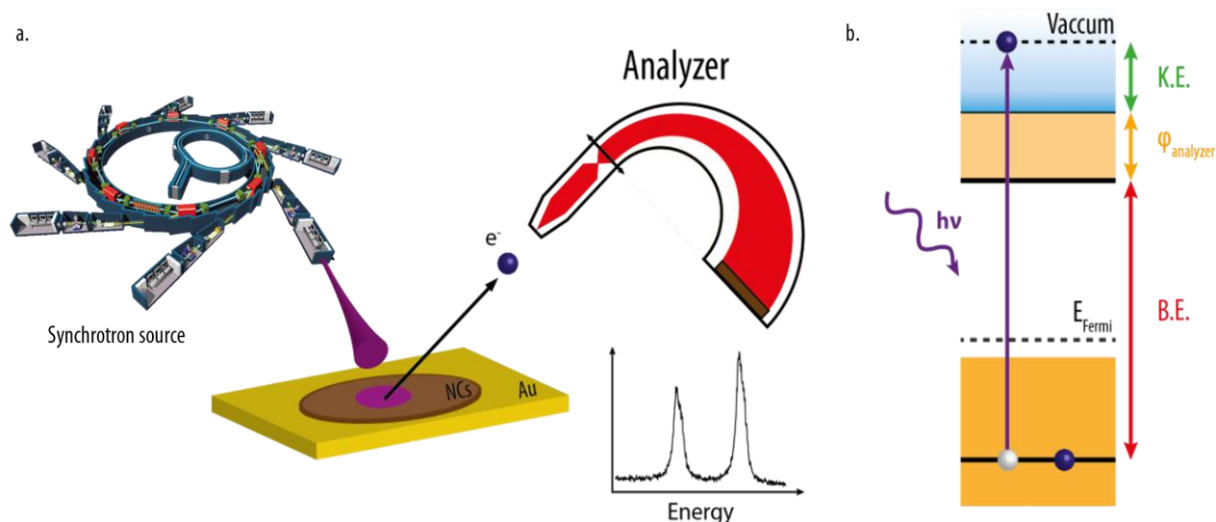 a.
Analyzer
e-
Synchrotron source
NCs
Au
Energy
b.
Vaccum
K.E.
φanalyzer
hν
EFermi
B.E.